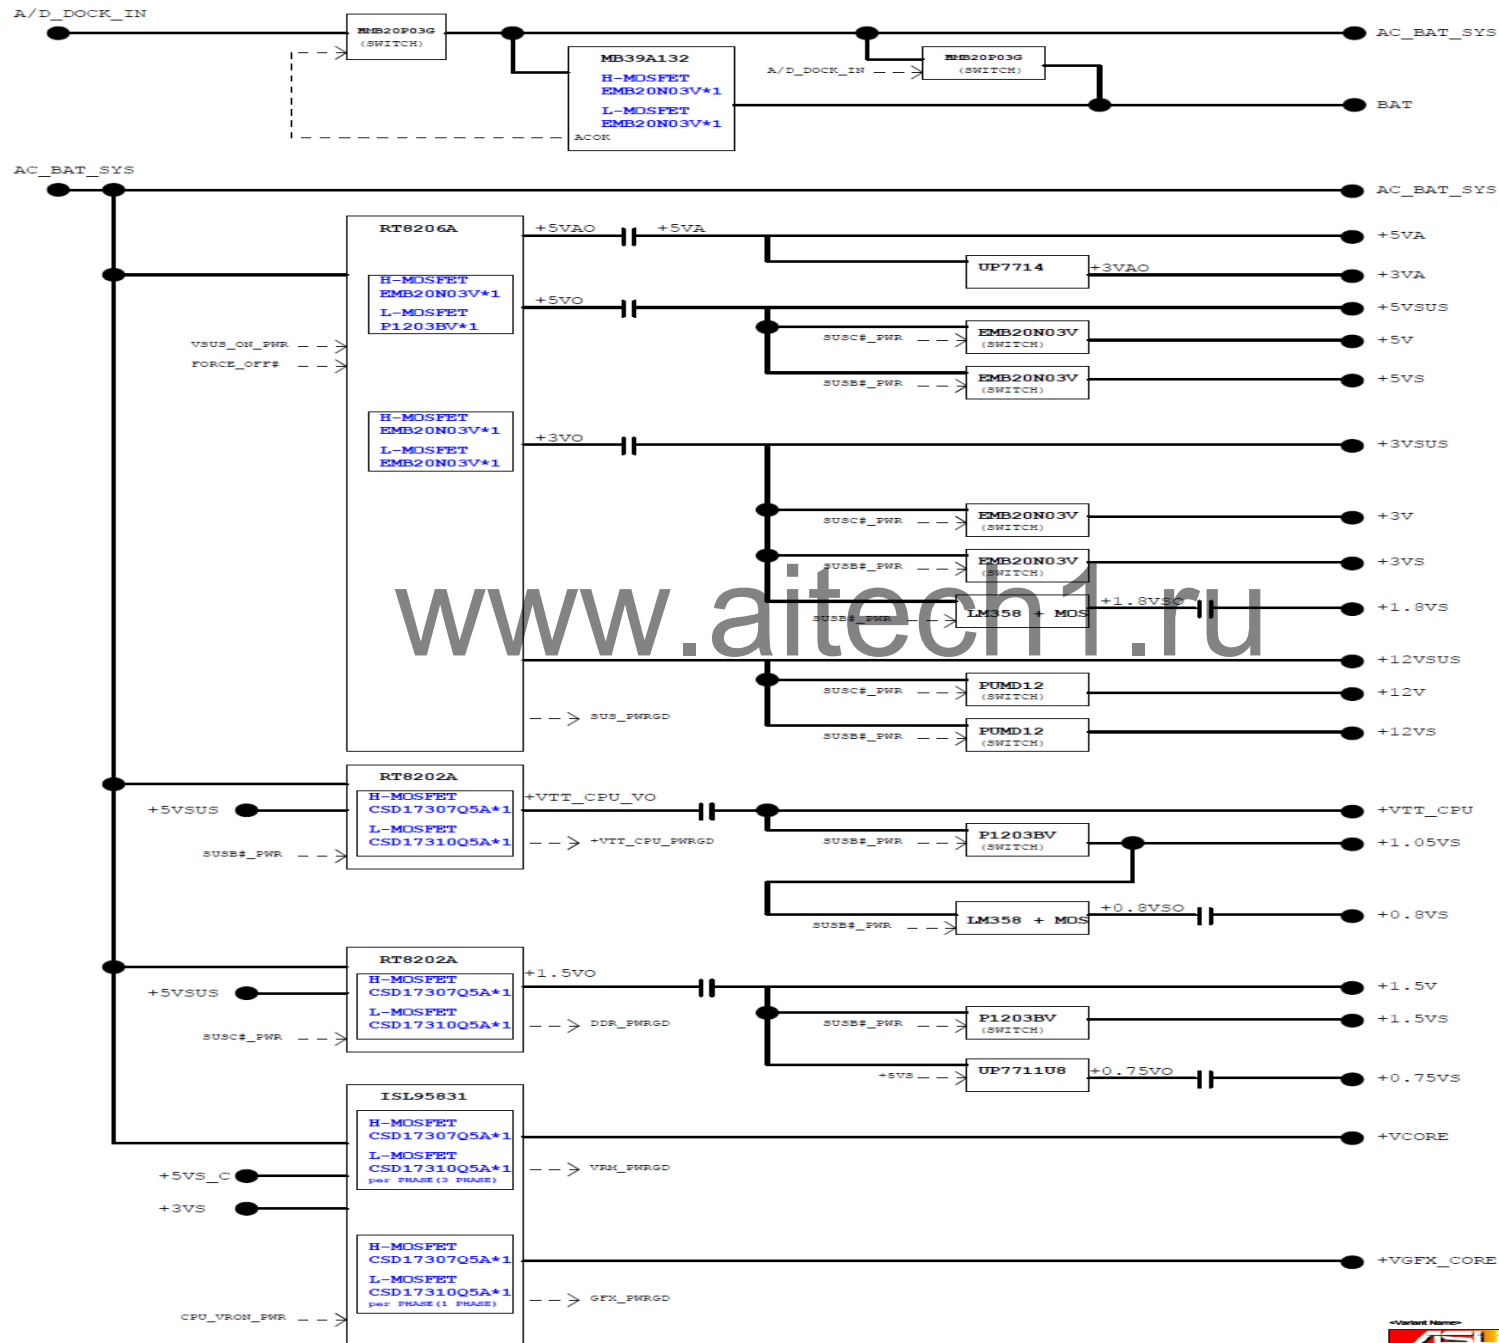 A/D_DOCK_IN
EMB20P03G
(SWITCH)
AC_BAT_SYS
MB39A132
H-MOSFET
EMB20N03V*1
L-MOSFET
EMB20N03V*1
ACOK
A/D_DOCK_IN
EMB20P03G
(SWITCH)
BAT
AC_BAT_SYS
AC_BAT_SYS
RT8206A
+5VAO
+5VA
+5VA
UP7714
+3VAO
+3VA
H-MOSFET
EMB20N03V*1
L-MOSFET
P1203BV*1
+5VO
+5VSUS
VSUS_ON_PWR
FORCE_OFF#
SUSC#_PWR
EMB20N03V
(SWITCH)
+5V
SUSB#_PWR
EMB20N03V
(SWITCH)
+5VS
H-MOSFET
EMB20N03V*1
L-MOSFET
EMB20N03V*1
+3VO
+3VSUS
SUSC#_PWR
EMB20N03V
(SWITCH)
+3V
SUSB#_PWR
EMB20N03V
(SWITCH)
+3VS
www.aitech1.ru
SUSB#_PWR
LM358 + MOS
+1.8VSO
+1.8VS
+12VSUS
SUSC#_PWR
PUMD12
(SWITCH)
+12V
SUS_PWRGD
SUSB#_PWR
PUMD12
(SWITCH)
+12VS
RT8202A
+5VSUS
H-MOSFET
CSD17307Q5A*1
L-MOSFET
CSD17310Q5A*1
SUSB#_PWR
+VTT_CPU_VO
+VTT_CPU
+VTT_CPU_PWRGD
SUSB#_PWR
P1203BV
(SWITCH)
+1.05VS
SUSB#_PWR
LM358 + MOS
+0.8VSO
+0.8VS
RT8202A
+5VSUS
H-MOSFET
CSD17307Q5A*1
L-MOSFET
CSD17310Q5A*1
SUSC#_PWR
+1.5VO
+1.5V
DDR_PWRGD
SUSB#_PWR
P1203BV
(SWITCH)
+1.5VS
+5VS
UP7711U8
+0.75VO
+0.75VS
ISL95831
H-MOSFET
CSD17307Q5A*1
L-MOSFET
CSD17310Q5A*1
per PHASE(3 PHASE)
+VCORE
+5VS_C
VRM_PWRGD
+3VS
H-MOSFET
CSD17307Q5A*1
L-MOSFET
CSD17310Q5A*1
per PHASE(1 PHASE)
+VGFX_CORE
GFX_PWRGD
CPU_VRON_PWR
<Variant Name>